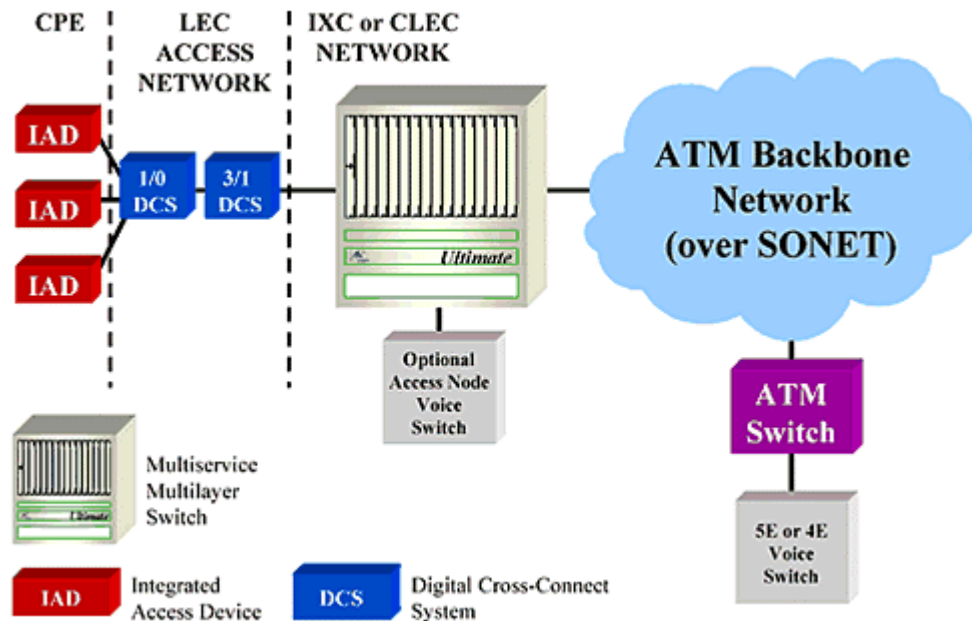 CPE
LEC
ACCESS
NETWORK
IXC or CLEC
NETWORK
IAD
IAD
IAD
1/0
DCS
3/1
DCS
Ultimate
ATM Backbone
Network
(over SONET)
Optional
Access Node
Voice
Switch
ATM
Switch
5E or 4E
Voice
Switch
Ultimate
Multiservice
Multilayer
Switch
IAD
Integrated
Access Device
DCS
Digital Cross-Connect
System